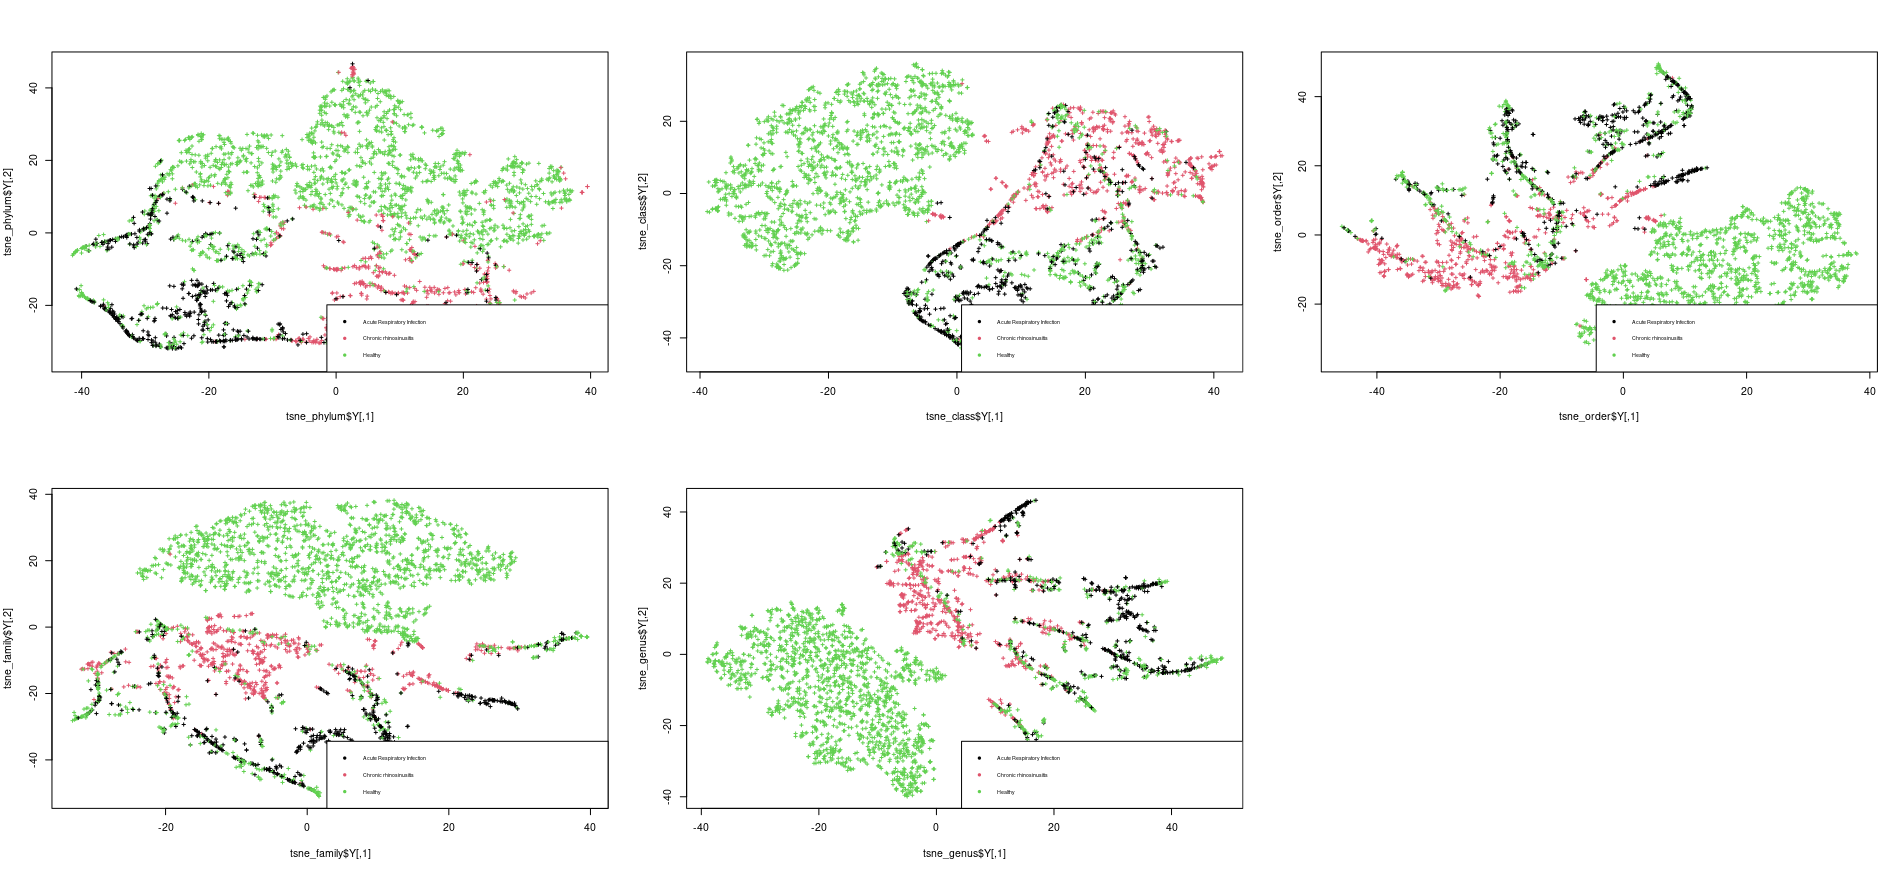 tsne_phylum$Y[,2]
40
20
0
-20
Acute Respiratory Infection
Chronic rhinosinusitis
Healthy
-40
-20
0
20
40
tsne_phylum$Y[,1]
tsne_class$Y[,2]
20
0
-20
-40
Acute Respiratory Infection
Chronic rhinosinusitis
Healthy
-40
-20
0
20
40
tsne_class$Y[,1]
tsne_order$Y[,2]
40
20
0
-20
Acute Respiratory Infection
Chronic rhinosinusitis
Healthy
-40
-20
0
20
40
tsne_order$Y[,1]
tsne_family$Y[,2]
40
20
0
-20
-40
Acute Respiratory Infection
Chronic rhinosinusitis
Healthy
-20
0
20
40
tsne_family$Y[,1]
tsne_genus$Y[,2]
40
20
0
-20
-40
Acute Respiratory Infection
Chronic rhinosinusitis
Healthy
-40
-20
0
20
40
tsne_genus$Y[,1]